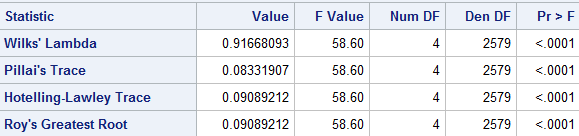 Statistic Value F Value Num DF Den DF Pr > F
Wilks' Lambda 0.91668093 58.60 4 2579 <.0001
Pillai's Trace 0.08331907 58.60 4 2579 <.0001
Hotelling-Lawley Trace 0.09089212 58.60 4 2579 <.0001
Roy's Greatest Root 0.09089212 58.60 4 2579 <.0001